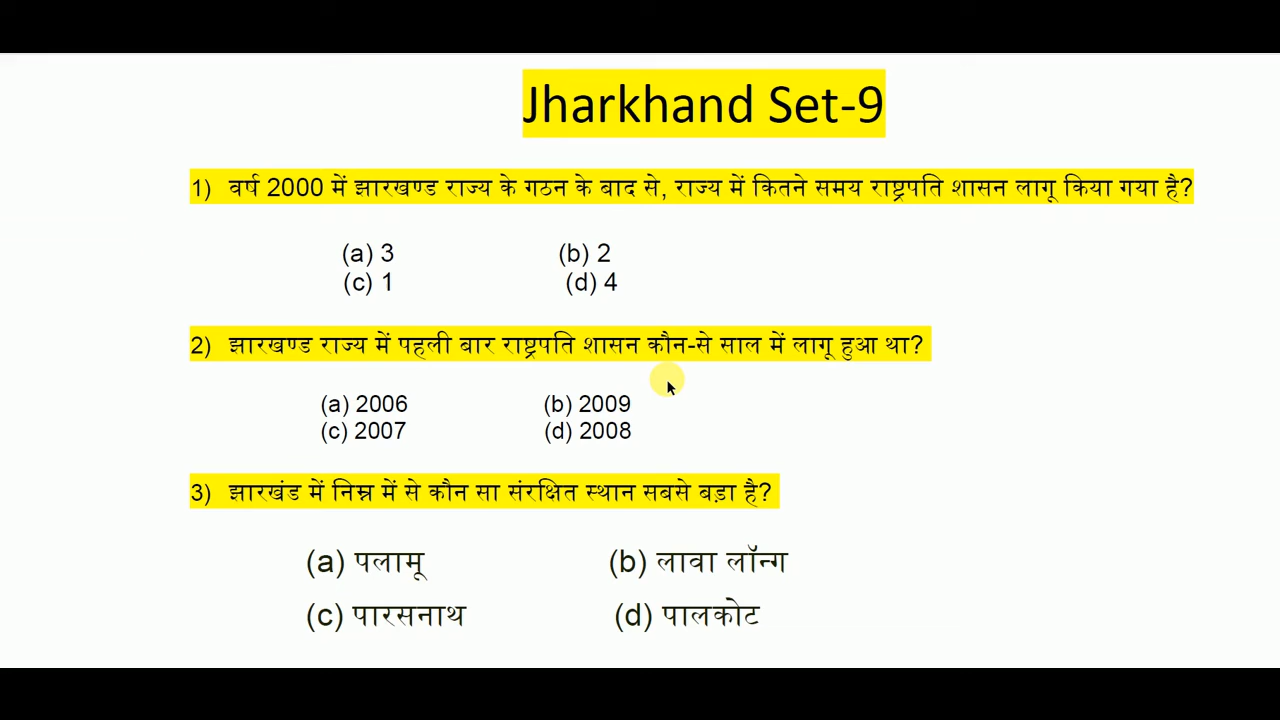 Jharkhand Set-9
1) वर्ष 2000 में झारखण्ड राज्य के गठन के बाद से, राज्य में कितने समय राष्ट्रपति शासन लागू किया गया है?
(a) 3 (b) 2
(c) 1 (d) 4
2) झारखण्ड राज्य में पहली बार राष्ट्रपति शासन कौन-से साल में लागू हुआ था?
(a) 2006 (b) 2009
(c) 2007 (d) 2008
3) झारखंड में निम्न में से कौन सा संरक्षित स्थान सबसे बड़ा है?
(a) पलामू (b) लावा लॉन्ग
(c) पारसनाथ (d) पालकोट